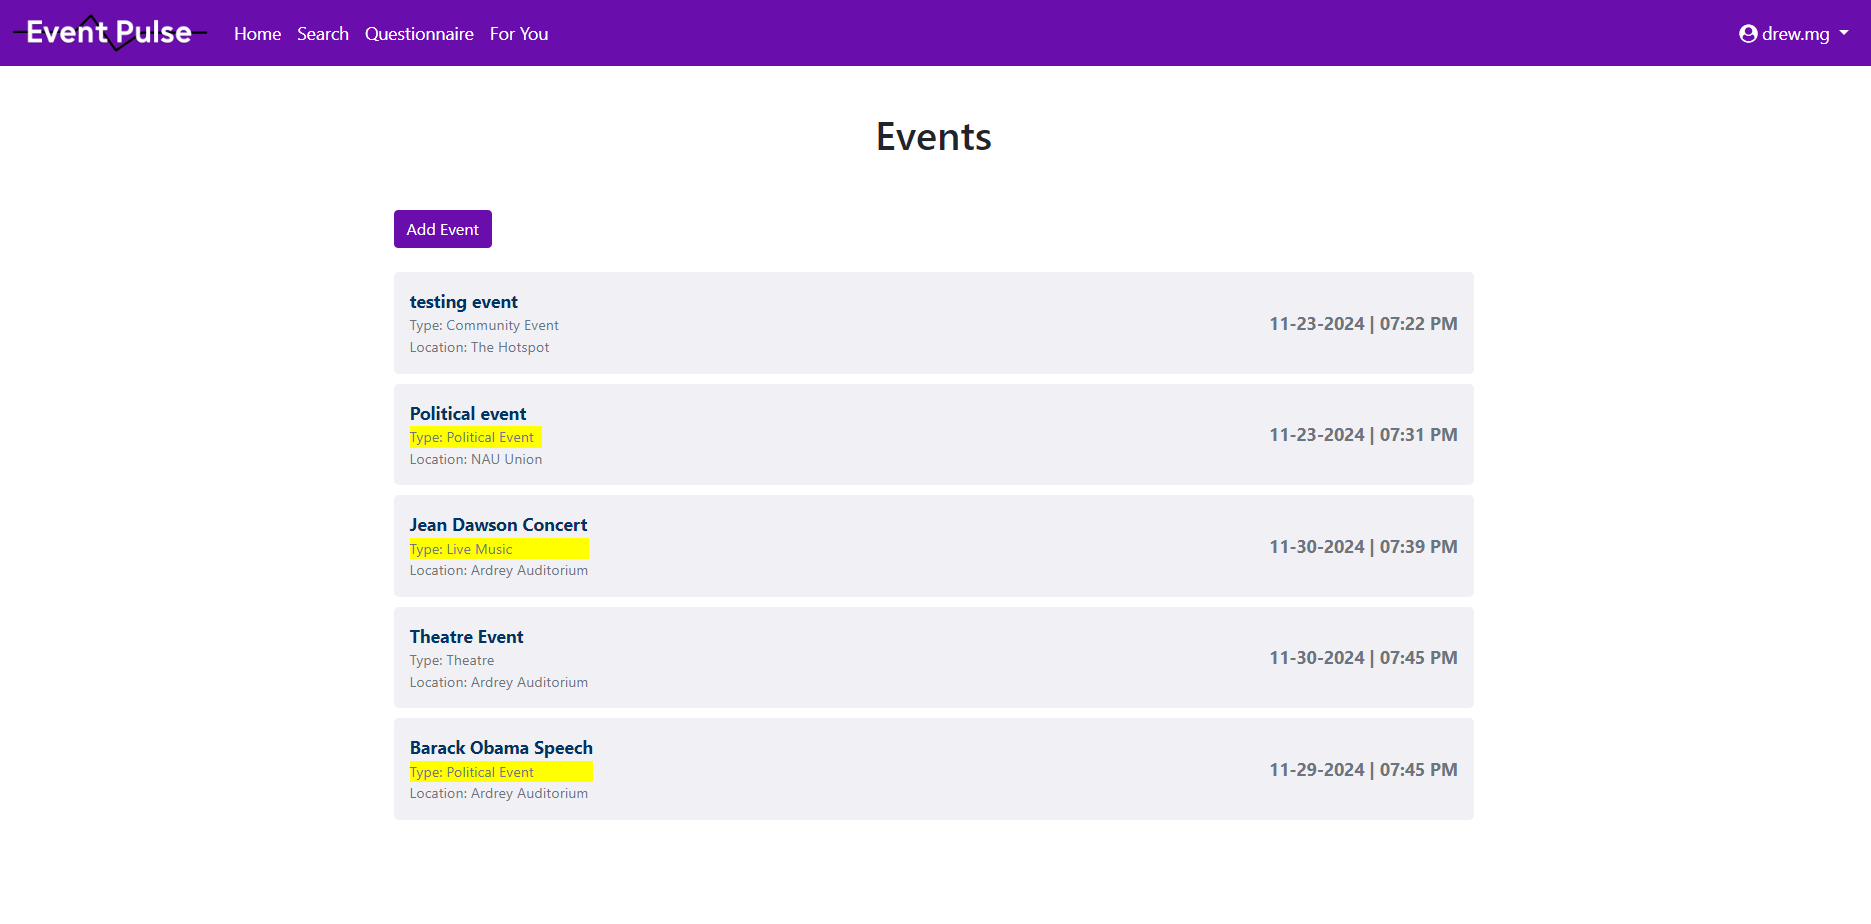 Event Pulse Home Search Questionnaire For You drew.mg
Events
Add Event
testing event
Type: Community Event
Location: The Hotspot
11-23-2024 | 07:22 PM
Political event
Type: Political Event
Location: NAU Union
11-23-2024 | 07:31 PM
Jean Dawson Concert
Type: Live Music
Location: Ardrey Auditorium
11-30-2024 | 07:39 PM
Theatre Event
Type: Theatre
Location: Ardrey Auditorium
11-30-2024 | 07:45 PM
Barack Obama Speech
Type: Political Event
Location: Ardrey Auditorium
11-29-2024 | 07:45 PM